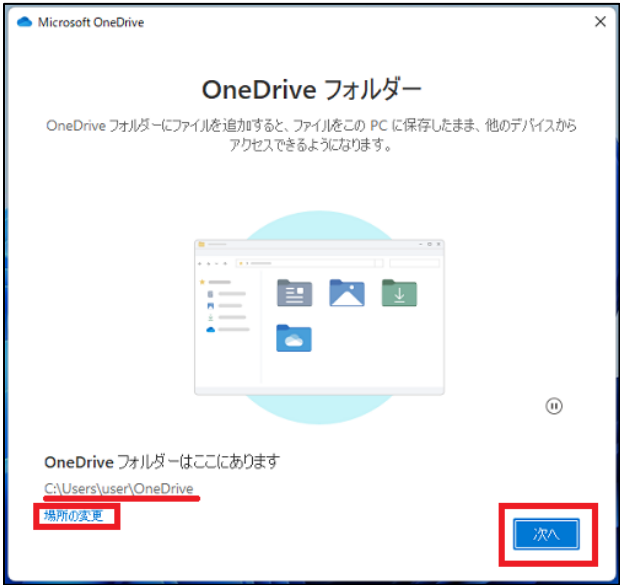 Microsoft OneDrive
OneDrive フォルダー
OneDrive フォルダーにファイルを追加すると、ファイルをこの PC に保存したまま、他のデバイスから
アクセスできるようになります。
OneDrive フォルダーはここにあります
C:\Users\user\OneDrive
場所の変更
次へ